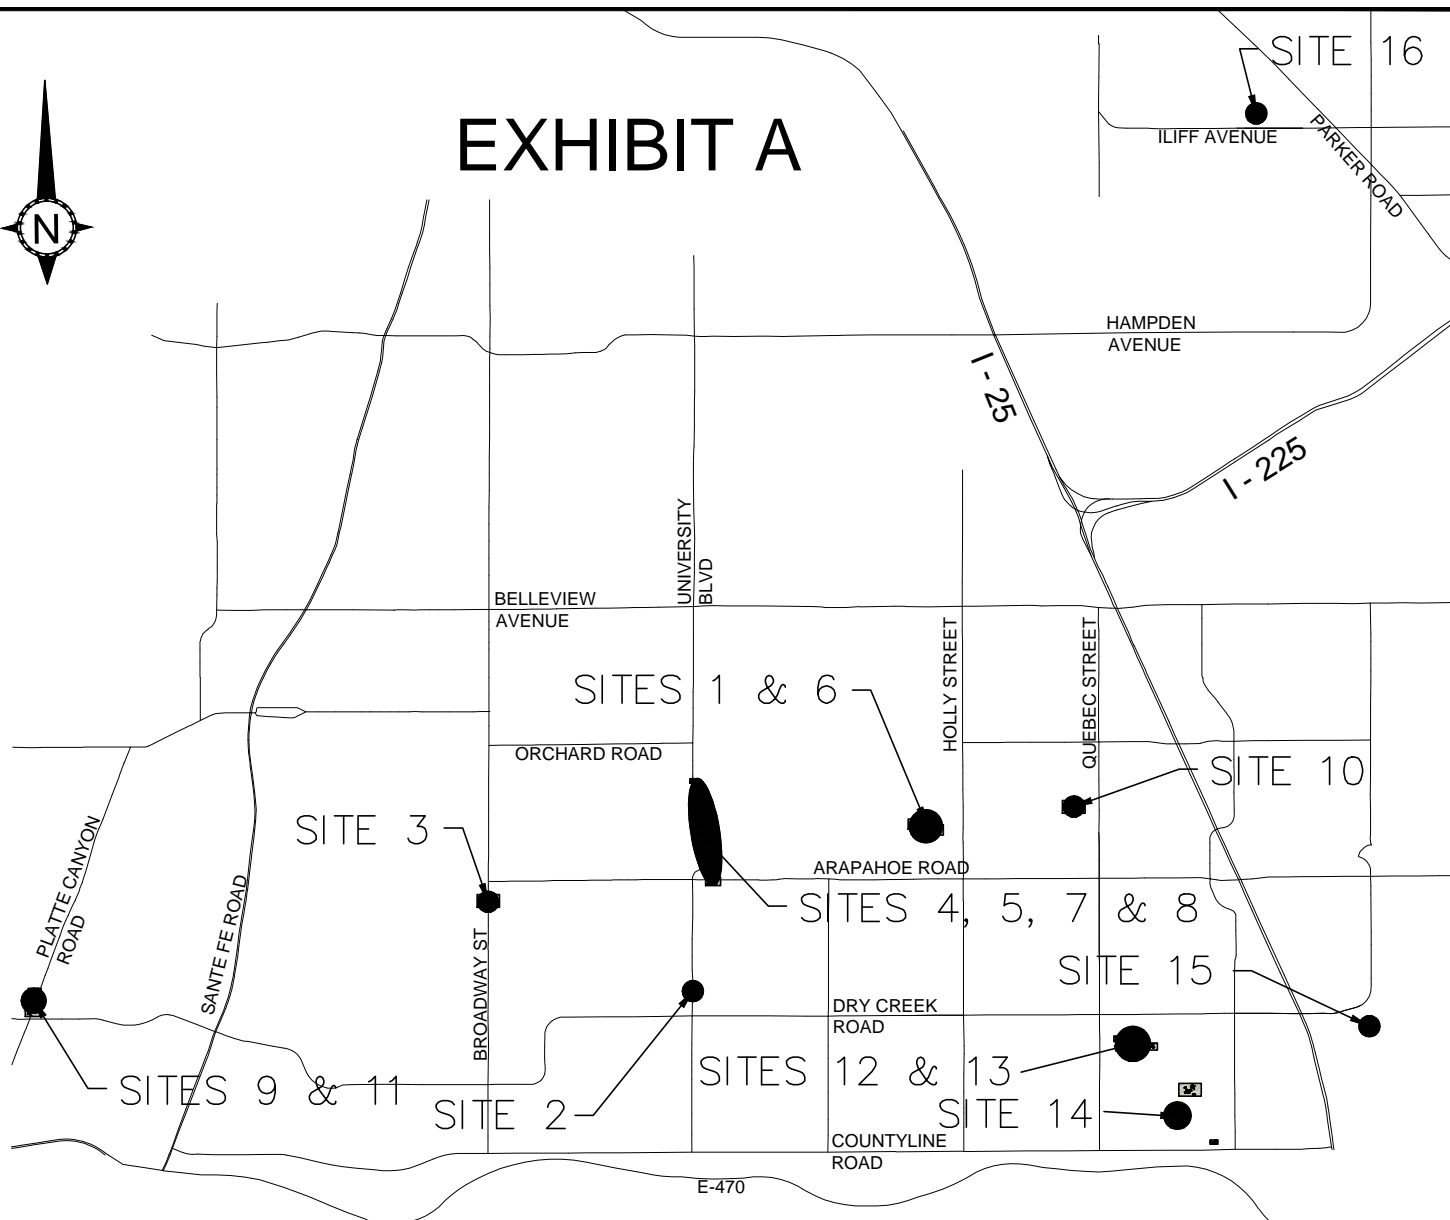 SITE 16
EXHIBIT A
ILIFF AVENUE
PARKER ROAD
N
HAMPDEN
AVENUE
I - 25
I - 225
UNIVERSITY
BLVD
BELLEVIEW
AVENUE
HOLLY STREET
QUEBEC STREET
SITES 1 & 6
ORCHARD ROAD
SITE 10
SITE 3
PLATTE CANYON
ROAD
ARAPAHOE ROAD
SANTE FE ROAD
SITES 4, 5, 7 & 8
BROADWAY ST
SITE 15
DRY CREEK
ROAD
SITES 12 & 13
SITES 9 & 11
SITE 2
SITE 14
COUNTYLINE
ROAD
E-470